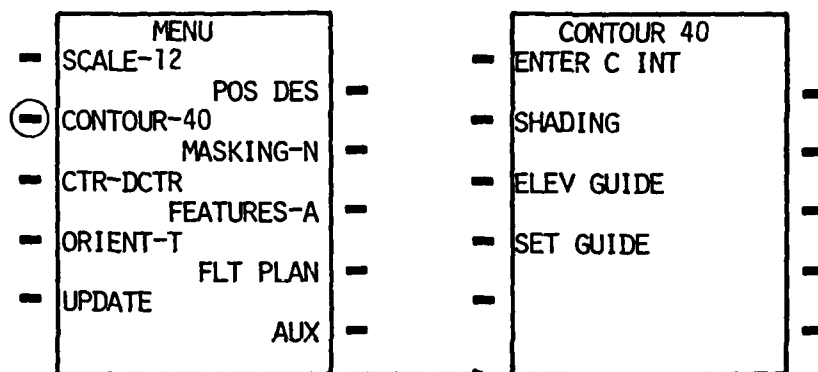 MENU
SCALE-12
POS DES
CONTOUR-40
MASKING-N
CTR-DCTR
FEATURES-A
ORIENT-T
FLT PLAN
UPDATE
AUX
CONTOUR 40
ENTER C INT
SHADING
ELEV GUIDE
SET GUIDE